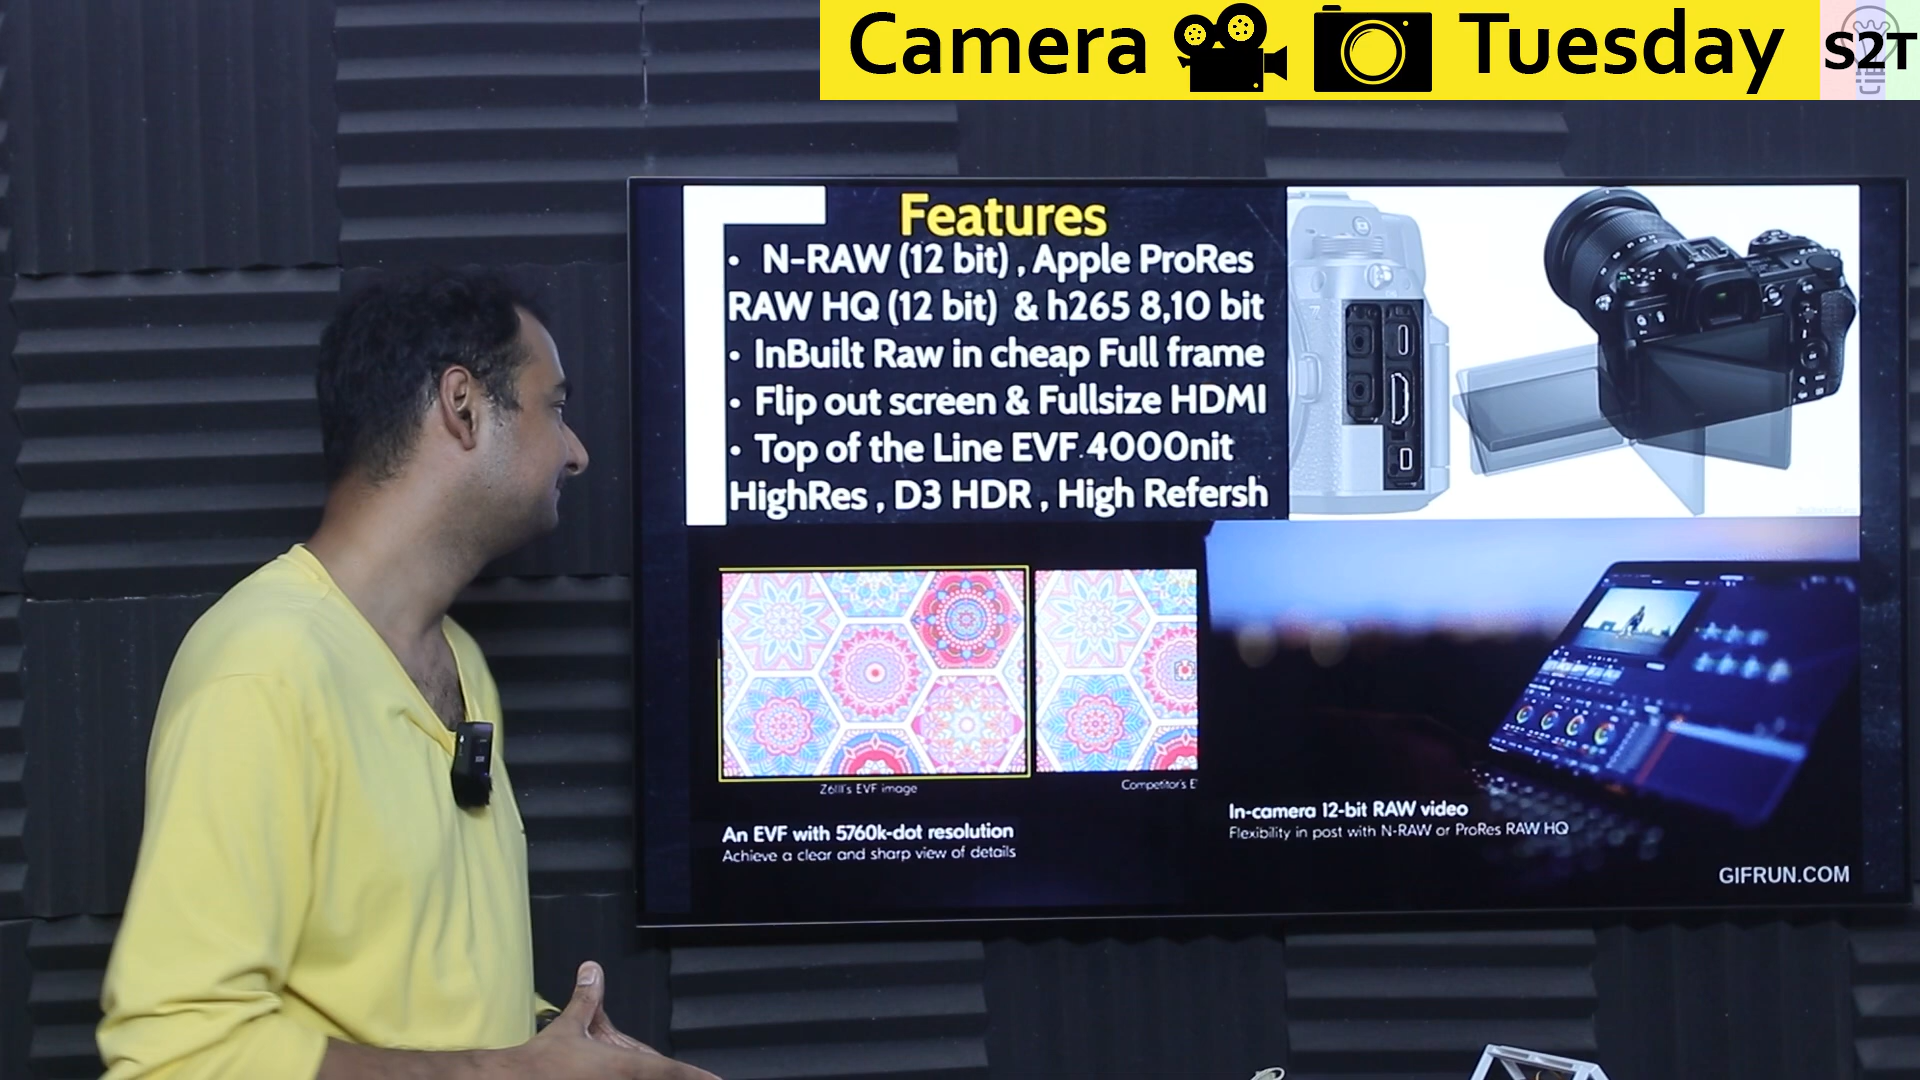 Camera Tuesday S2T
Features
• N-RAW (12 bit) , Apple ProRes
RAW HQ (12 bit) & h265 8,10 bit
• InBuilt Raw in cheap Full frame
• Flip out screen & Fullsize HDMI
• Top of the Line EVF 4000nit
HighRes , D3 HDR , High Refersh
Z6III's EVF image
Competitor's E
An EVF with 5760k-dot resolution
Achieve a clear and sharp view of details
In-camera 12-bit RAW video
Flexibility in post with N-RAW or ProRes RAW HQ
GIFRUN.COM